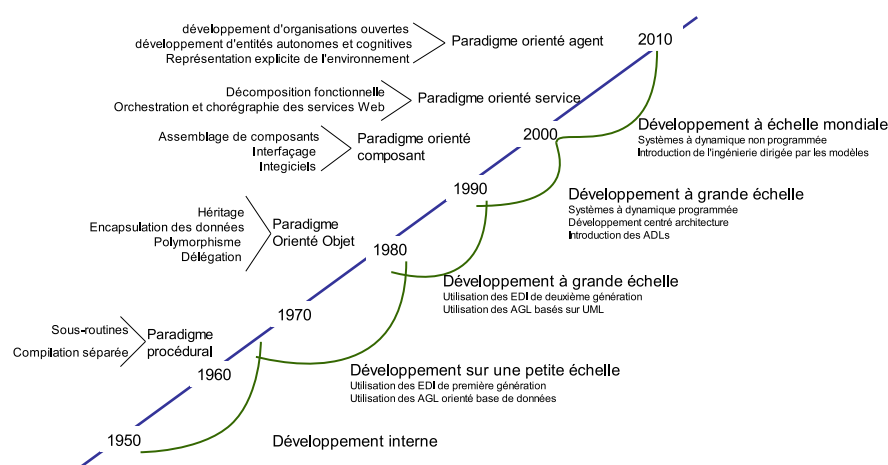 développement d'organisations ouvertes
développement d'entités autonomes et cognitives
Représentation explicite de l'environnement
Paradigme orienté agent
2010
Décomposition fonctionnelle
Orchestration et chorégraphie des services Web
Paradigme orienté service
Assemblage de composants
Interfaçage
Integiciels
Paradigme orienté
composant
2000
Développement à échelle mondiale
Systèmes à dynamique non programmée
Introduction de l'ingénierie dirigée par les modèles
1990
Développement à grande échelle
Systèmes à dynamique programmée
Développement centré architecture
Introduction des ADLs
Héritage
Encapsulation des données
Polymorphisme
Délégation
Paradigme
Orienté Objet
1980
Développement à grande échelle
Utilisation des EDI de deuxième génération
Utilisation des AGL basés sur UML
1970
Sous-routines
Compilation séparée
Paradigme
procédural
1960
Développement sur une petite échelle
Utilisation des EDI de première génération
Utilisation des AGL orienté base de données
1950
Développement interne